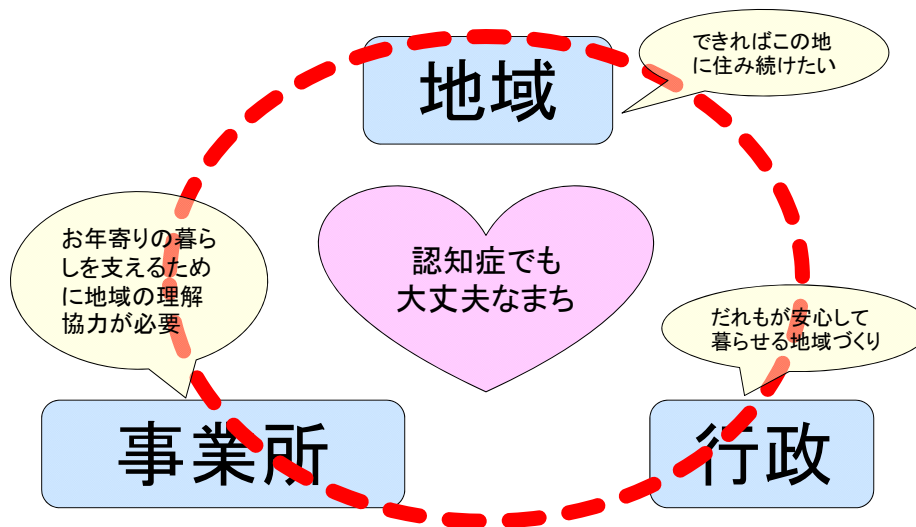 できればこの地
に住み続けたい
地域
お年寄りの暮ら
しを支えるため
に地域の理解
協力が必要
認知症でも
大丈夫なまち
だれもが安心して
暮らせる地域づくり
事業所
行政